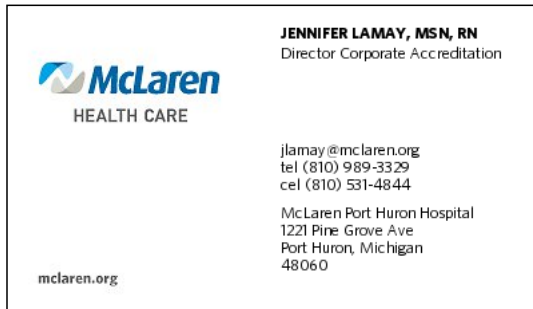 McLaren
HEALTH CARE
mclaren.org
JENNIFER LAMAY, MSN, RN
Director Corporate Accreditation
jlamay@mclaren.org
tel (810) 989-3329
cel (810) 531-4844
McLaren Port Huron Hospital
1221 Pine Grove Ave
Port Huron, Michigan
48060